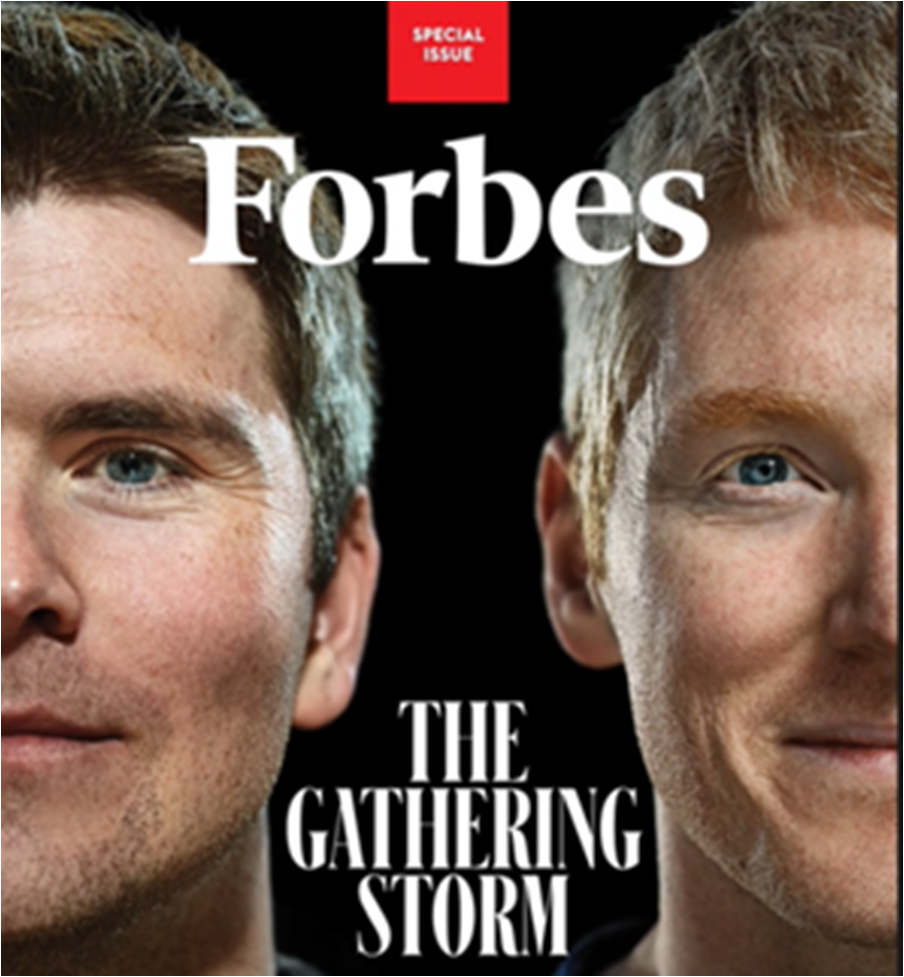 SPECIAL
ISSUE
Forbes
THE
GATHERING
STORM